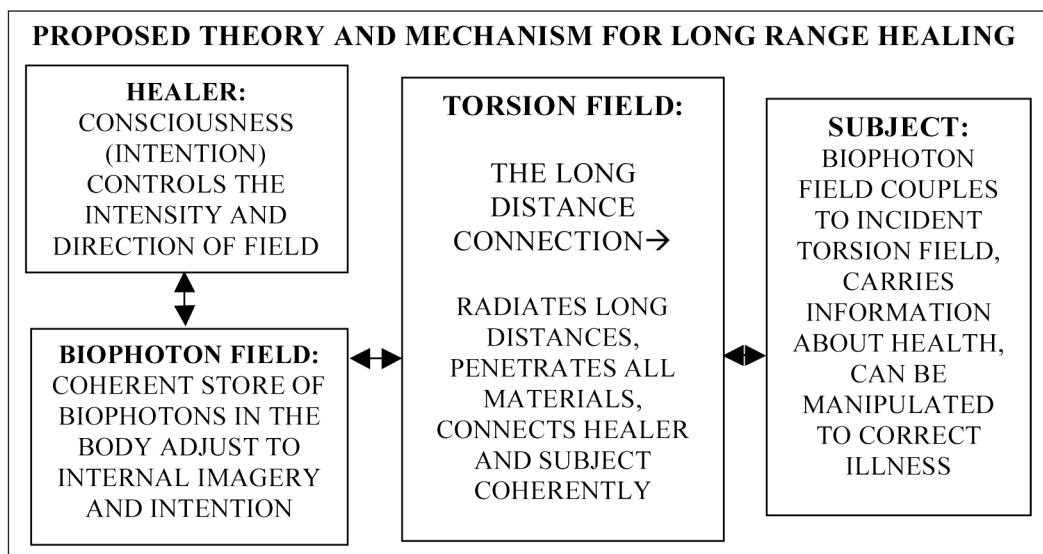 PROPOSED THEORY AND MECHANISM FOR LONG RANGE HEALING
HEALER:
CONSCIOUSNESS
(INTENTION)
CONTROLS THE
INTENSITY AND
DIRECTION OF FIELD
BIOPHOTON FIELD:
COHERENT STORE OF
BIOPHOTONS IN THE
BODY ADJUST TO
INTERNAL IMAGERY
AND INTENTION
TORSION FIELD:
THE LONG
DISTANCE
CONNECTION→
RADIATES LONG
DISTANCES,
PENETRATES ALL
MATERIALS,
CONNECTS HEALER
AND SUBJECT
COHERENTLY
SUBJECT:
BIOPHOTON
FIELD COUPLES
TO INCIDENT
TORSION FIELD,
CARRIES
INFORMATION
ABOUT HEALTH,
CAN BE
MANIPULATED
TO CORRECT
ILLNESS